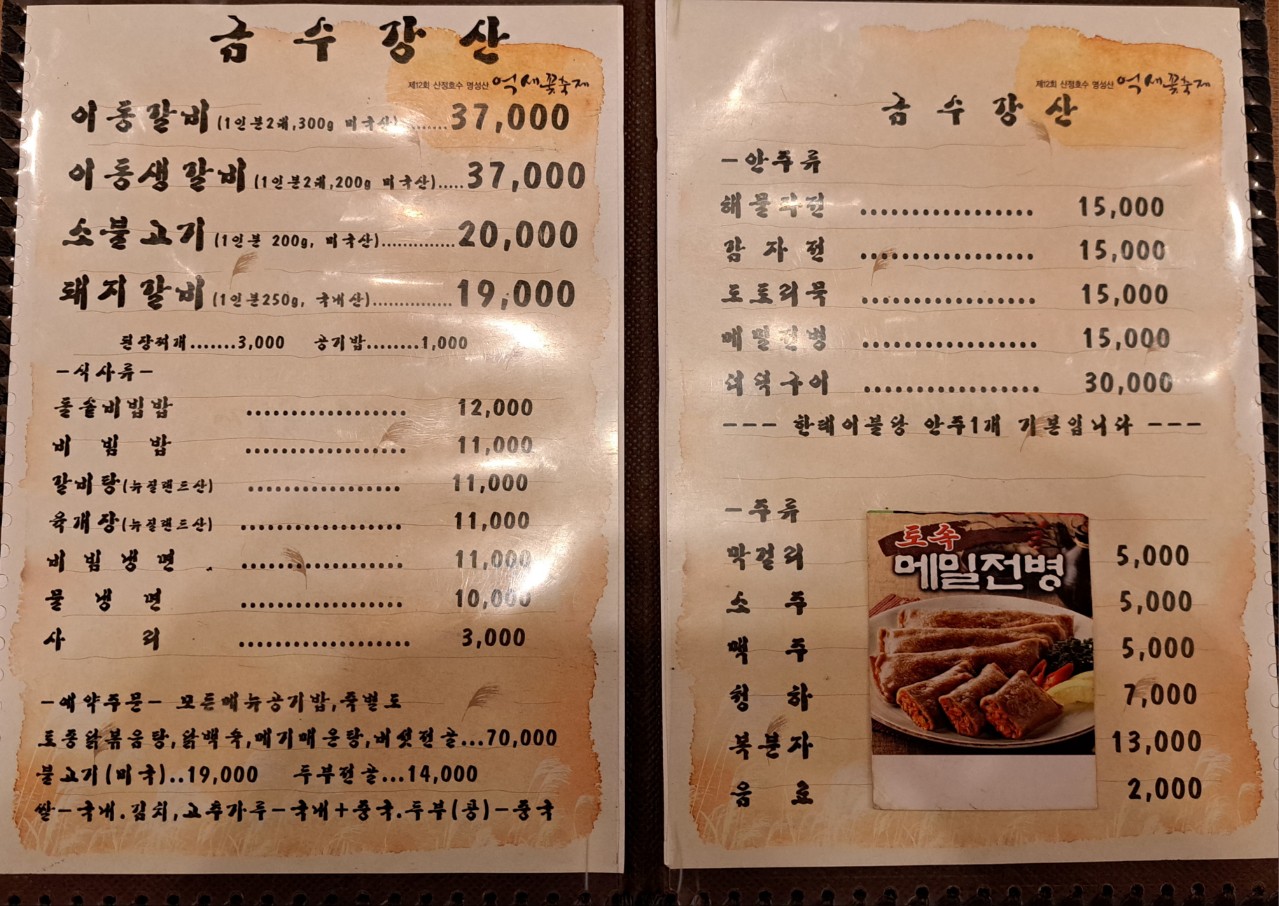 금 수 강 산
제12회 산정호수 명성산 억새꽃축제
이동갈비(1인분2대,300g 미국산).......37,000
이동생갈비(1인분2대,200g 미국산).....37,000
소불고기(1인분 200g, 미국산).............20,000
돼지갈비(1인분250g, 국내산)..............19,000
된장찌개.......3,000 공기밥........1,000
-식사류-
돌솥비빔밥 ................. 12,000
비 빔 밥 ................. 11,000
갈비탕(뉴질랜드산) ................ 11,000
육개장(뉴질랜드산) ................. 11,000
비 빔 냉 면 ................. 11,000
물 냉 면 ................. 10,000
사 리 .................. 3,000
-예약주문- 모든메뉴공기밥,죽별도
토종닭볶음탕,닭백숙,메기매운탕,버섯전골...70,000
불고기(미국)..19,000 두부전골...14,000
쌀-국내.김치,고추가루-국내+중국.두부(콩)-중국
제12회 산정호수 명성산 억새꽃축제
금 수 강 산
-안주류
해물파전 ................. 15,000
감 자 전 ................. 15,000
도토리묵 ................. 15,000
메밀전병 ................. 15,000
더덕구이 ................. 30,000
--- 한테이블당 안주1개 기본입니다 ---
-주류
막걸리 5,000
소 주 5,000
맥 주 5,000
청 하 7,000
복분자 13,000
음 료 2,000
토속
메밀전병